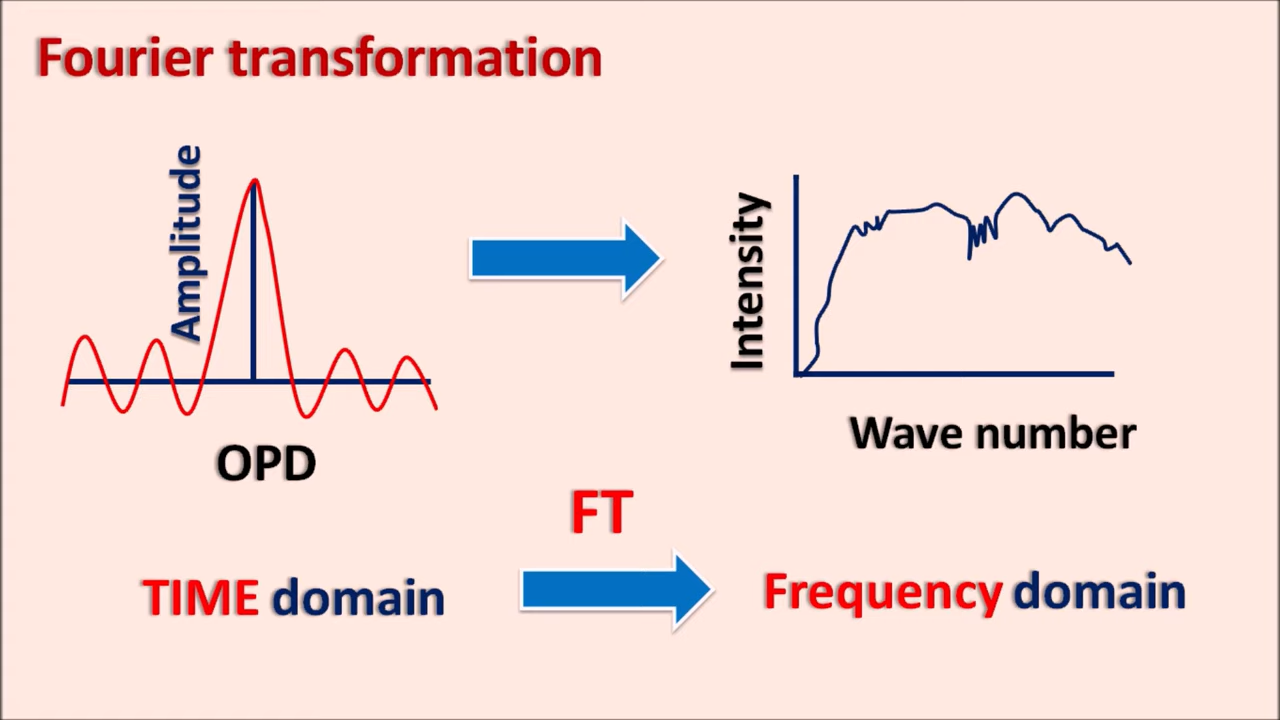 Fourier transformation
Amplitude
OPD
Intensity
Wave number
FT
TIME domain
Frequency domain